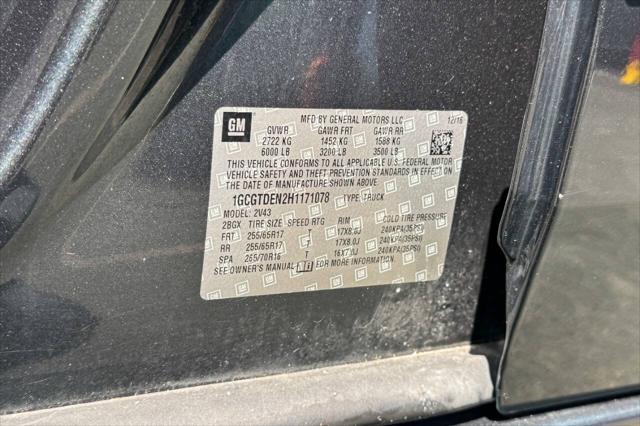 GM
MFD BY GENERAL MOTORS LLC 12/16
GVWR GAWR FRT GAWR RR
2722 KG 1452 KG 1588 KG
6000 LB 3200 LB 3500 LB
THIS VEHICLE CONFORMS TO ALL APPLICABLE U.S. FEDERAL MOTOR
VEHICLE SAFETY AND THEFT PREVENTION STANDARDS IN EFFECT ON
THE DATE OF MANUFACTURE SHOWN ABOVE.
1GCGTDEN2H1171078 TYPE:TRUCK
MODEL: 2V43
2BGX TIRE SIZE SPEED RTG RIM COLD TIRE PRESSURE
FRT 255/65R17 T 17X8.0J 240KPA(35PSI)
RR 255/65R17 T 17X8.0J 240KPA(35PSI)
SPA 265/70R16 T 16X7.0J 240KPA(35PSI)
SEE OWNER'S MANUAL FOR MORE INFORMATION.